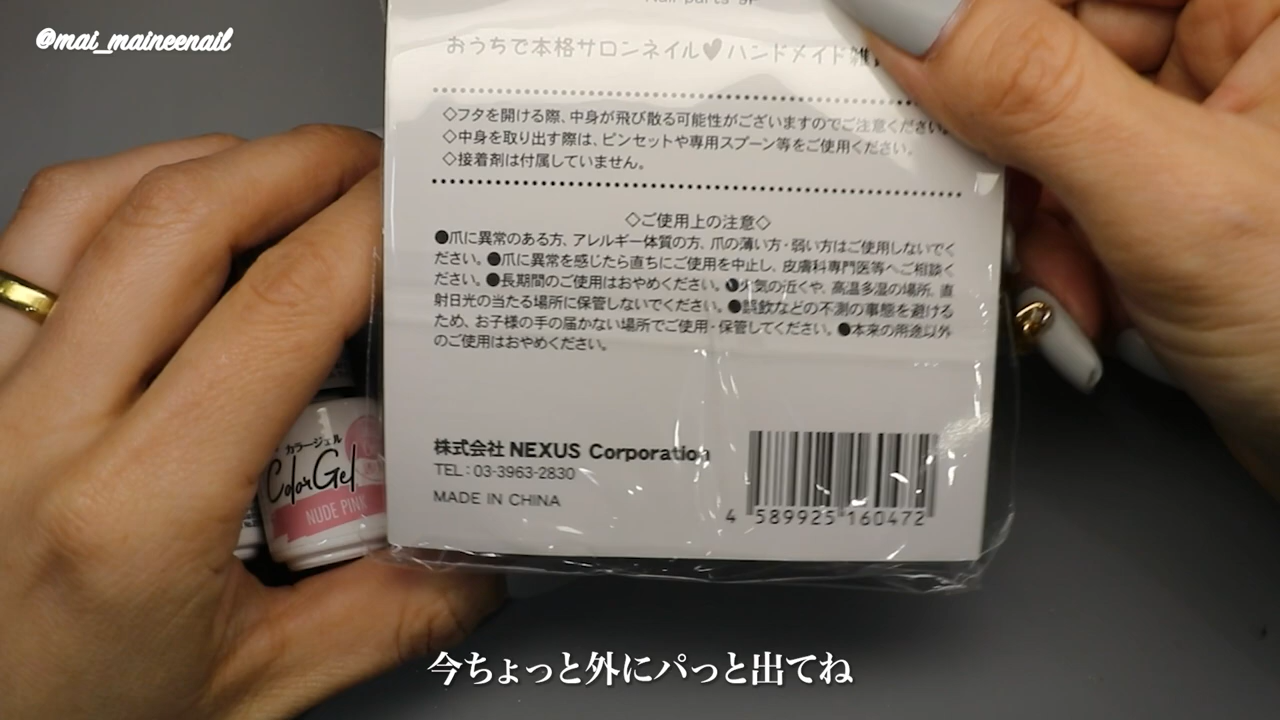 @mai_maineenail
Nail parts 9P
おうちで本格サロンネイル♥ハンドメイド雑
◇フタを開ける際、中身が飛び散る可能性がございますのでご注意ください。
◇中身を取り出す際は、ピンセットや専用スプーン等をご使用ください。
◇接着剤は付属していません。
◇ご使用上の注意◇
●爪に異常のある方、アレルギー体質の方、爪の薄い方・弱い方はご使用しないでく
ださい。●爪に異常を感じたら直ちにご使用を中止し、皮膚科専門医等へご相談く
ださい。●長期間のご使用はおやめください。●火気の近くや、高温多湿の場所、直
射日光の当たる場所に保管しないでください。●誤飲などの不測の事態を避ける
ため、お子様の手の届かない場所でご使用・保管してください。●本来の用途以外
のご使用はおやめください。
株式会社 NEXUS Corporation
TEL:03-3963-2830
MADE IN CHINA
4 589925 160472
カラージェル
ColorGel
NUDE PINK
今ちょっと外にパっと出てね